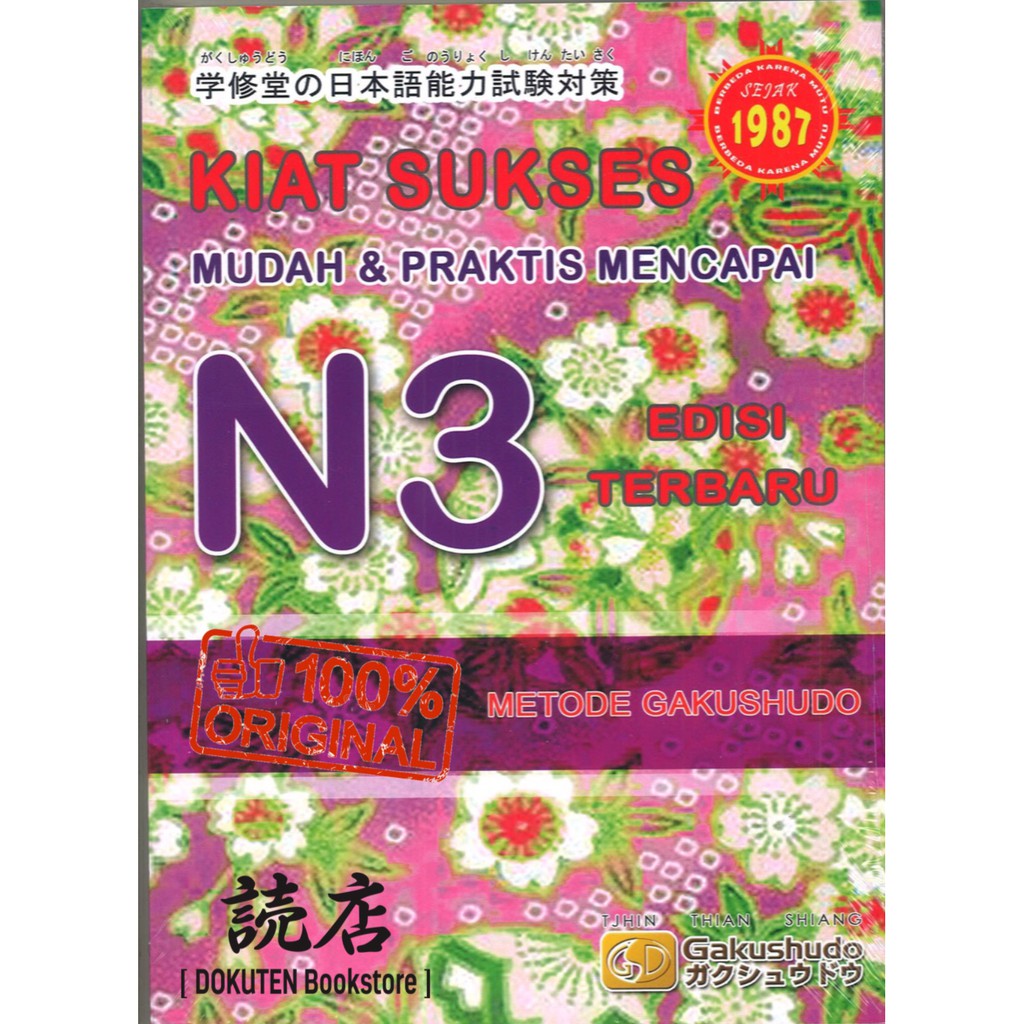 がくしゅうどう にほん ご のうりょく し けん たい さく
学修堂の日本語能力試験対策
BERBEDA KARENA MUTU
SEJAK
1987
BERBEDA KARENA MUTU
KIAT SUKSES
MUDAH & PRAKTIS MENCAPAI
N3
EDISI
TERBARU
100%
ORIGINAL
METODE GAKUSHUDO
読店
[ DOKUTEN Bookstore ]
TJHIN THIAN SHIANG
GD
Gakushudo
ガクシュウドウ